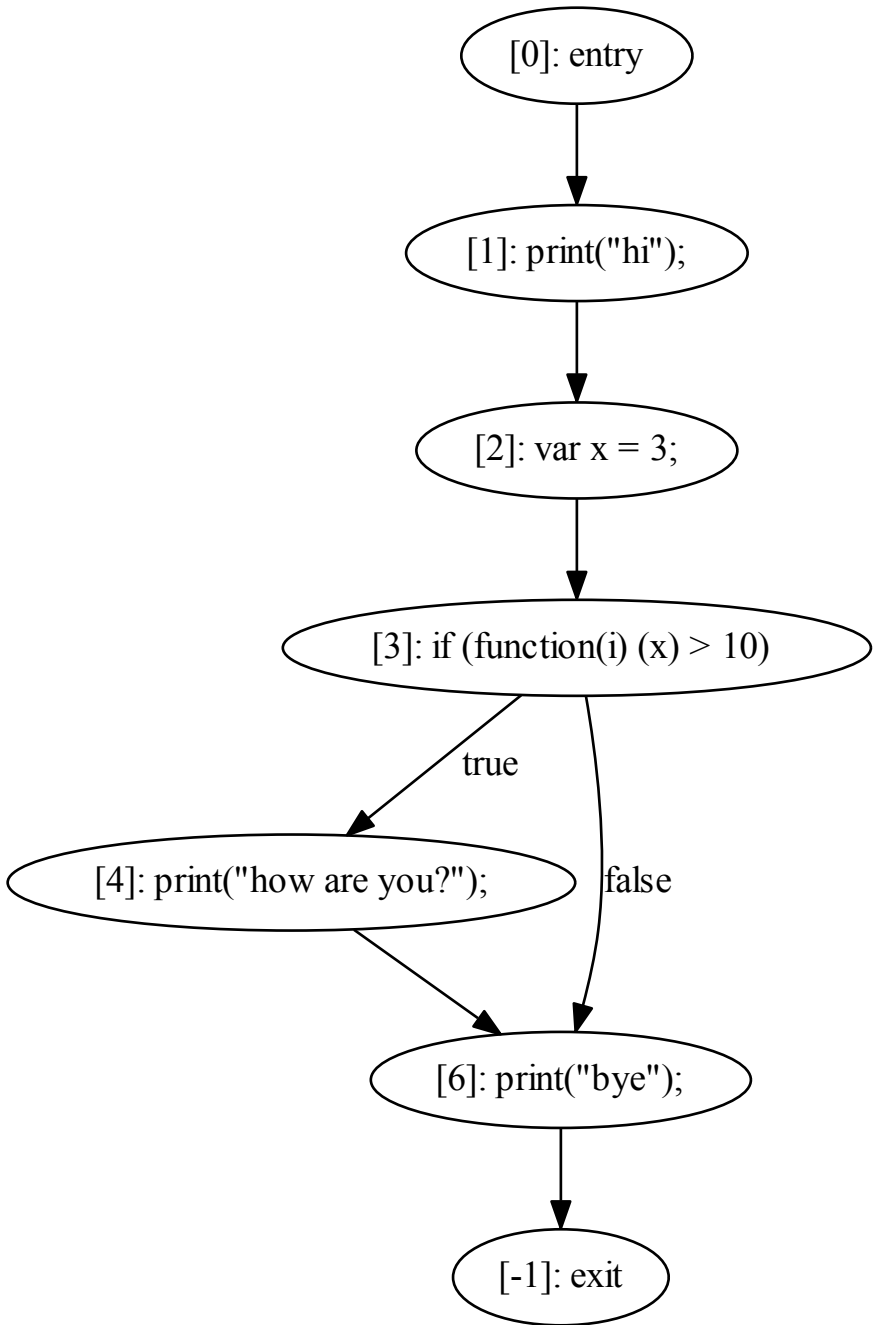 [0]: entry
[1]: print("hi");
[2]: var x = 3;
[3]: if (function(i) (x) > 10)
true
[4]: print("how are you?");
false
[6]: print("bye");
[-1]: exit